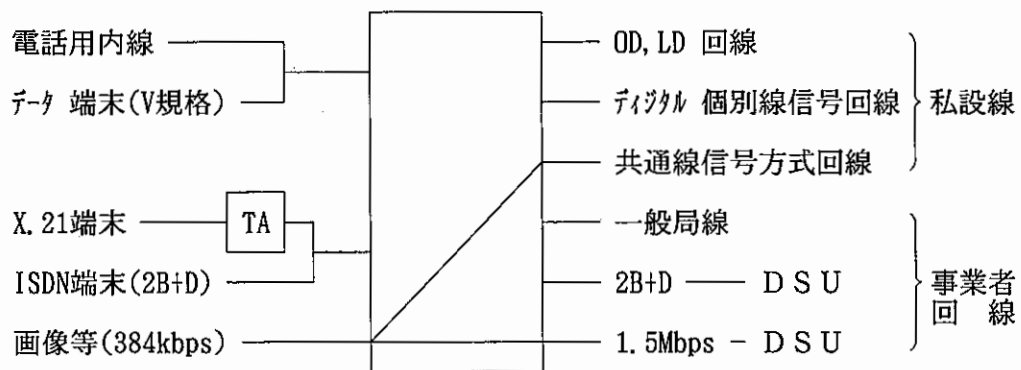 電話用内線
データ 端末(V規格)
X.21端末
TA
ISDN端末(2B+D)
画像等(384kbps)
OD,LD 回線
ディジタル 個別線信号回線
共通線信号方式回線
私設線
一般局線
2B+D ── DSU
1.5Mbps − DSU
事業者
回 線